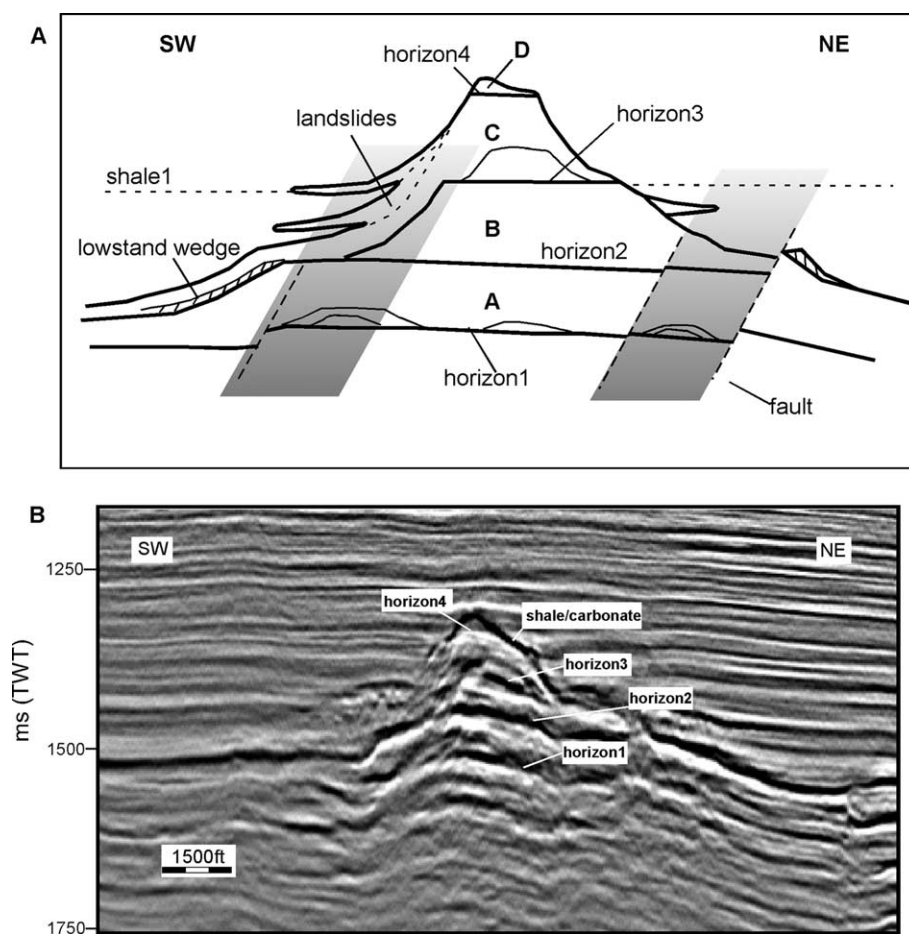 A
SW
NE
D
horizon4
landslides
horizon3
C
shale1
lowstand wedge
B
horizon2
A
horizon1
fault
B
SW
NE
1250
horizon4
shale/carbonate
horizon3
horizon2
ms (TWT)
1500
horizon1
1500ft
1750